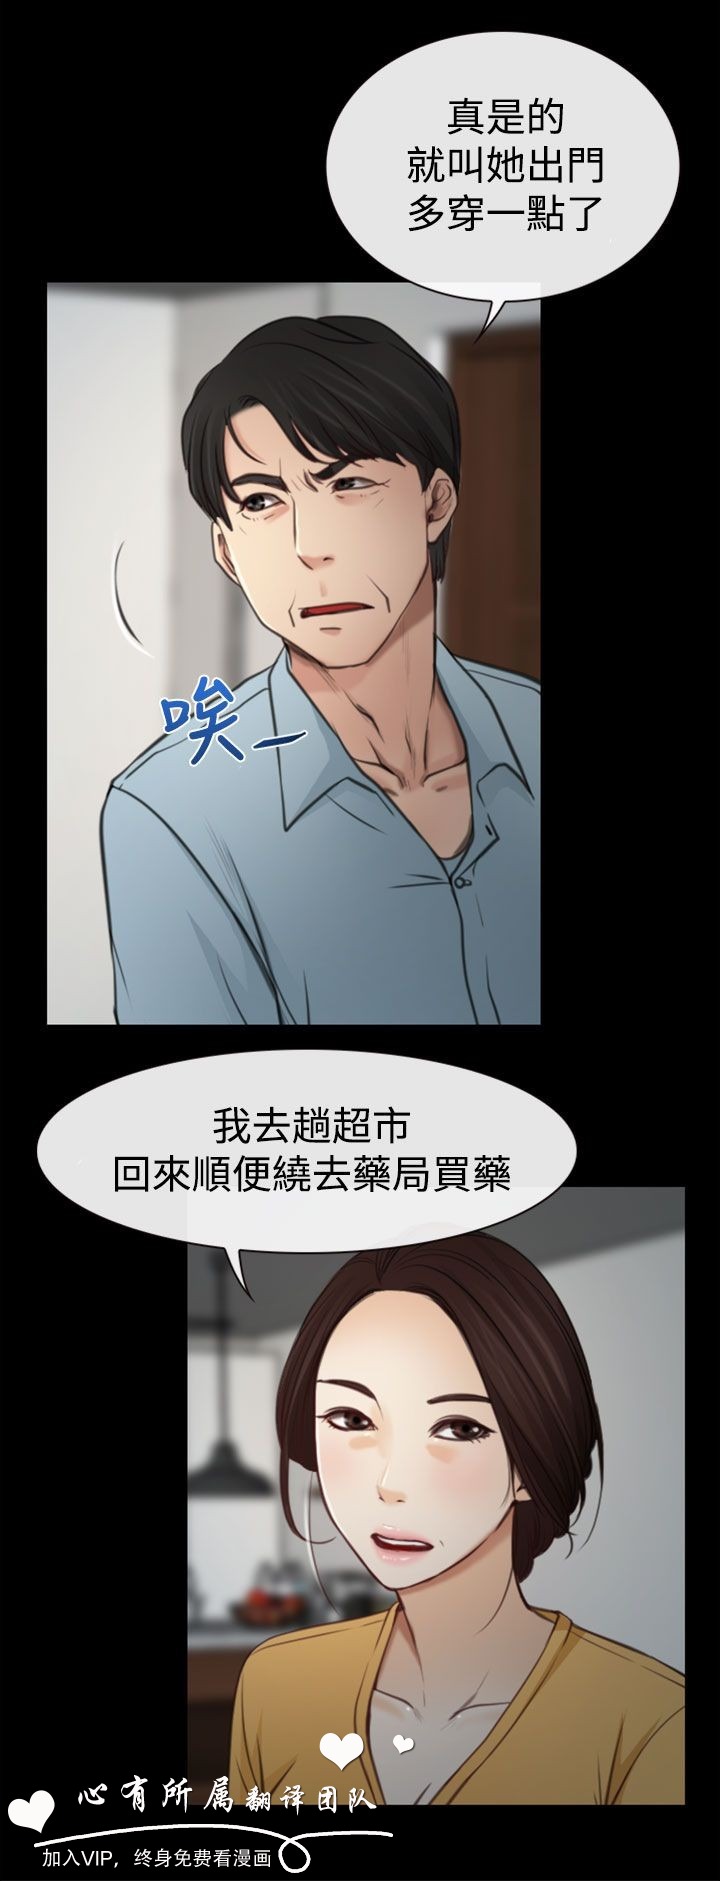 真是的
就叫她出門
多穿一點了
唉一
我去趟超市
回來順便繞去藥局買藥
心有所属翻译团队
加入VIP，终身免费看漫画